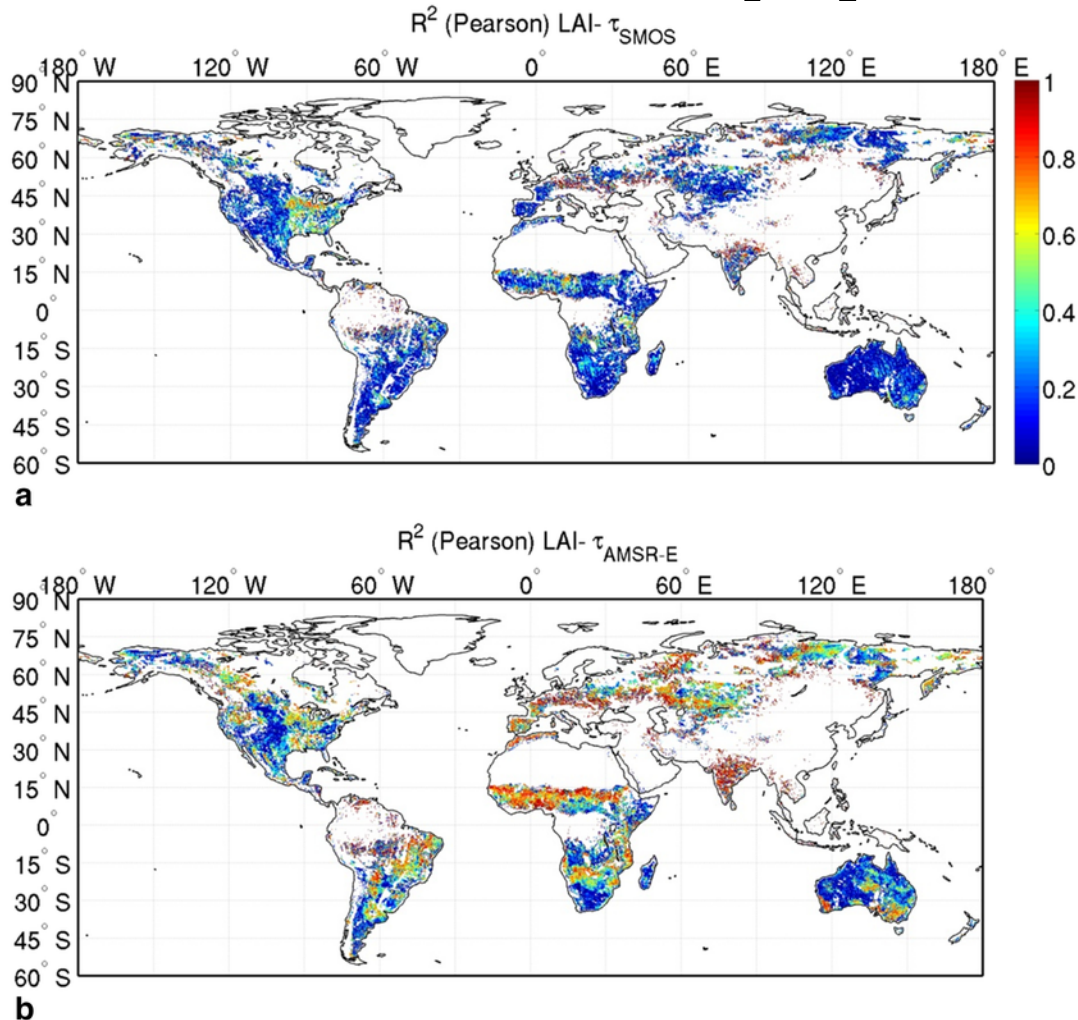 R² (Pearson) LAI- τSMOS
180° W 120° W 60° W 0° 60° E 120° E 180° E
90° N
75° N
60° N
45° N
30° N
15° N
0°
15° S
30° S
45° S
60° S
1
0.8
0.6
0.4
0.2
0
a
R² (Pearson) LAI- τAMSR-E
180° W 120° W 60° W 0° 60° E 120° E 180°
90° N
75° N
60° N
45° N
30° N
15° N
0°
15° S
30° S
45° S
60° S
b